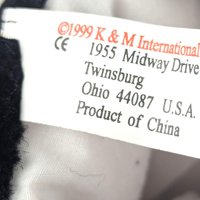 ©1999 K & M International
CE 1955 Midway Drive
Twinsburg
Ohio 44087 U.S.A.
Product of China